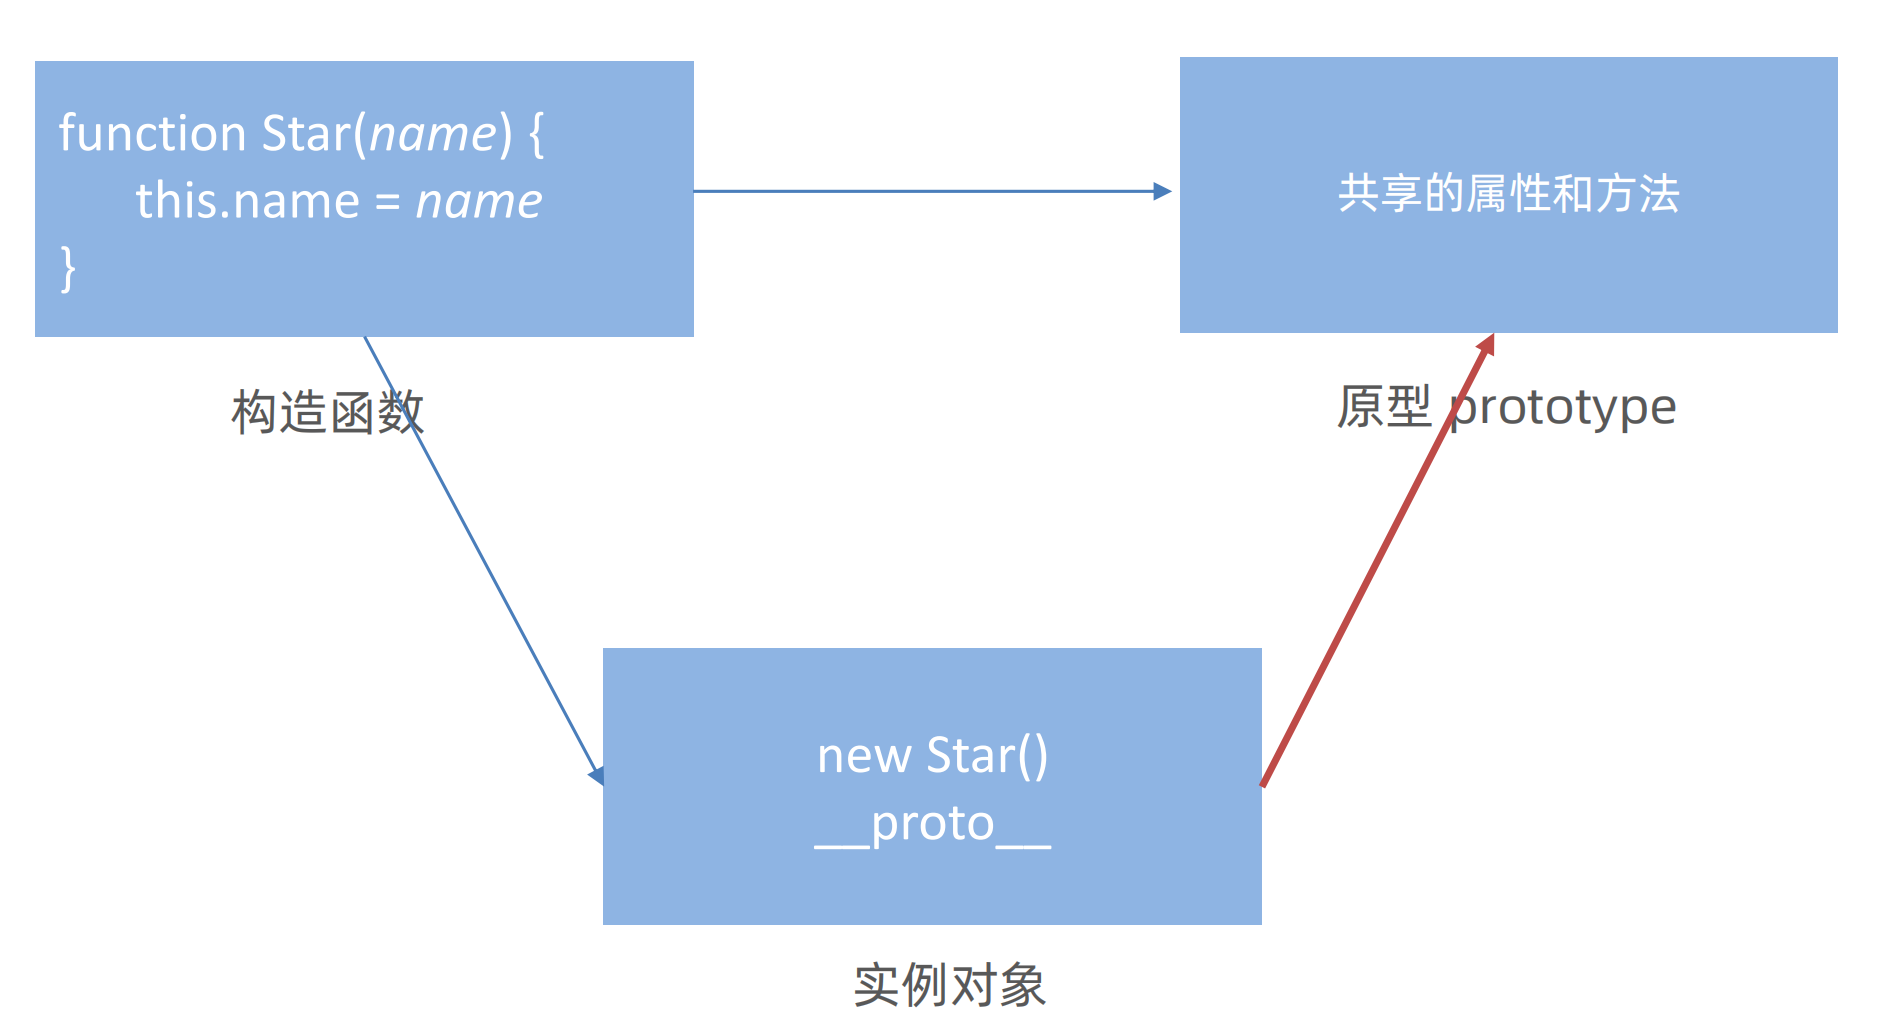 function Star(name) {
this.name = name
}
共享的属性和方法
构造函数
原型 prototype
new Star()
__proto__
实例对象